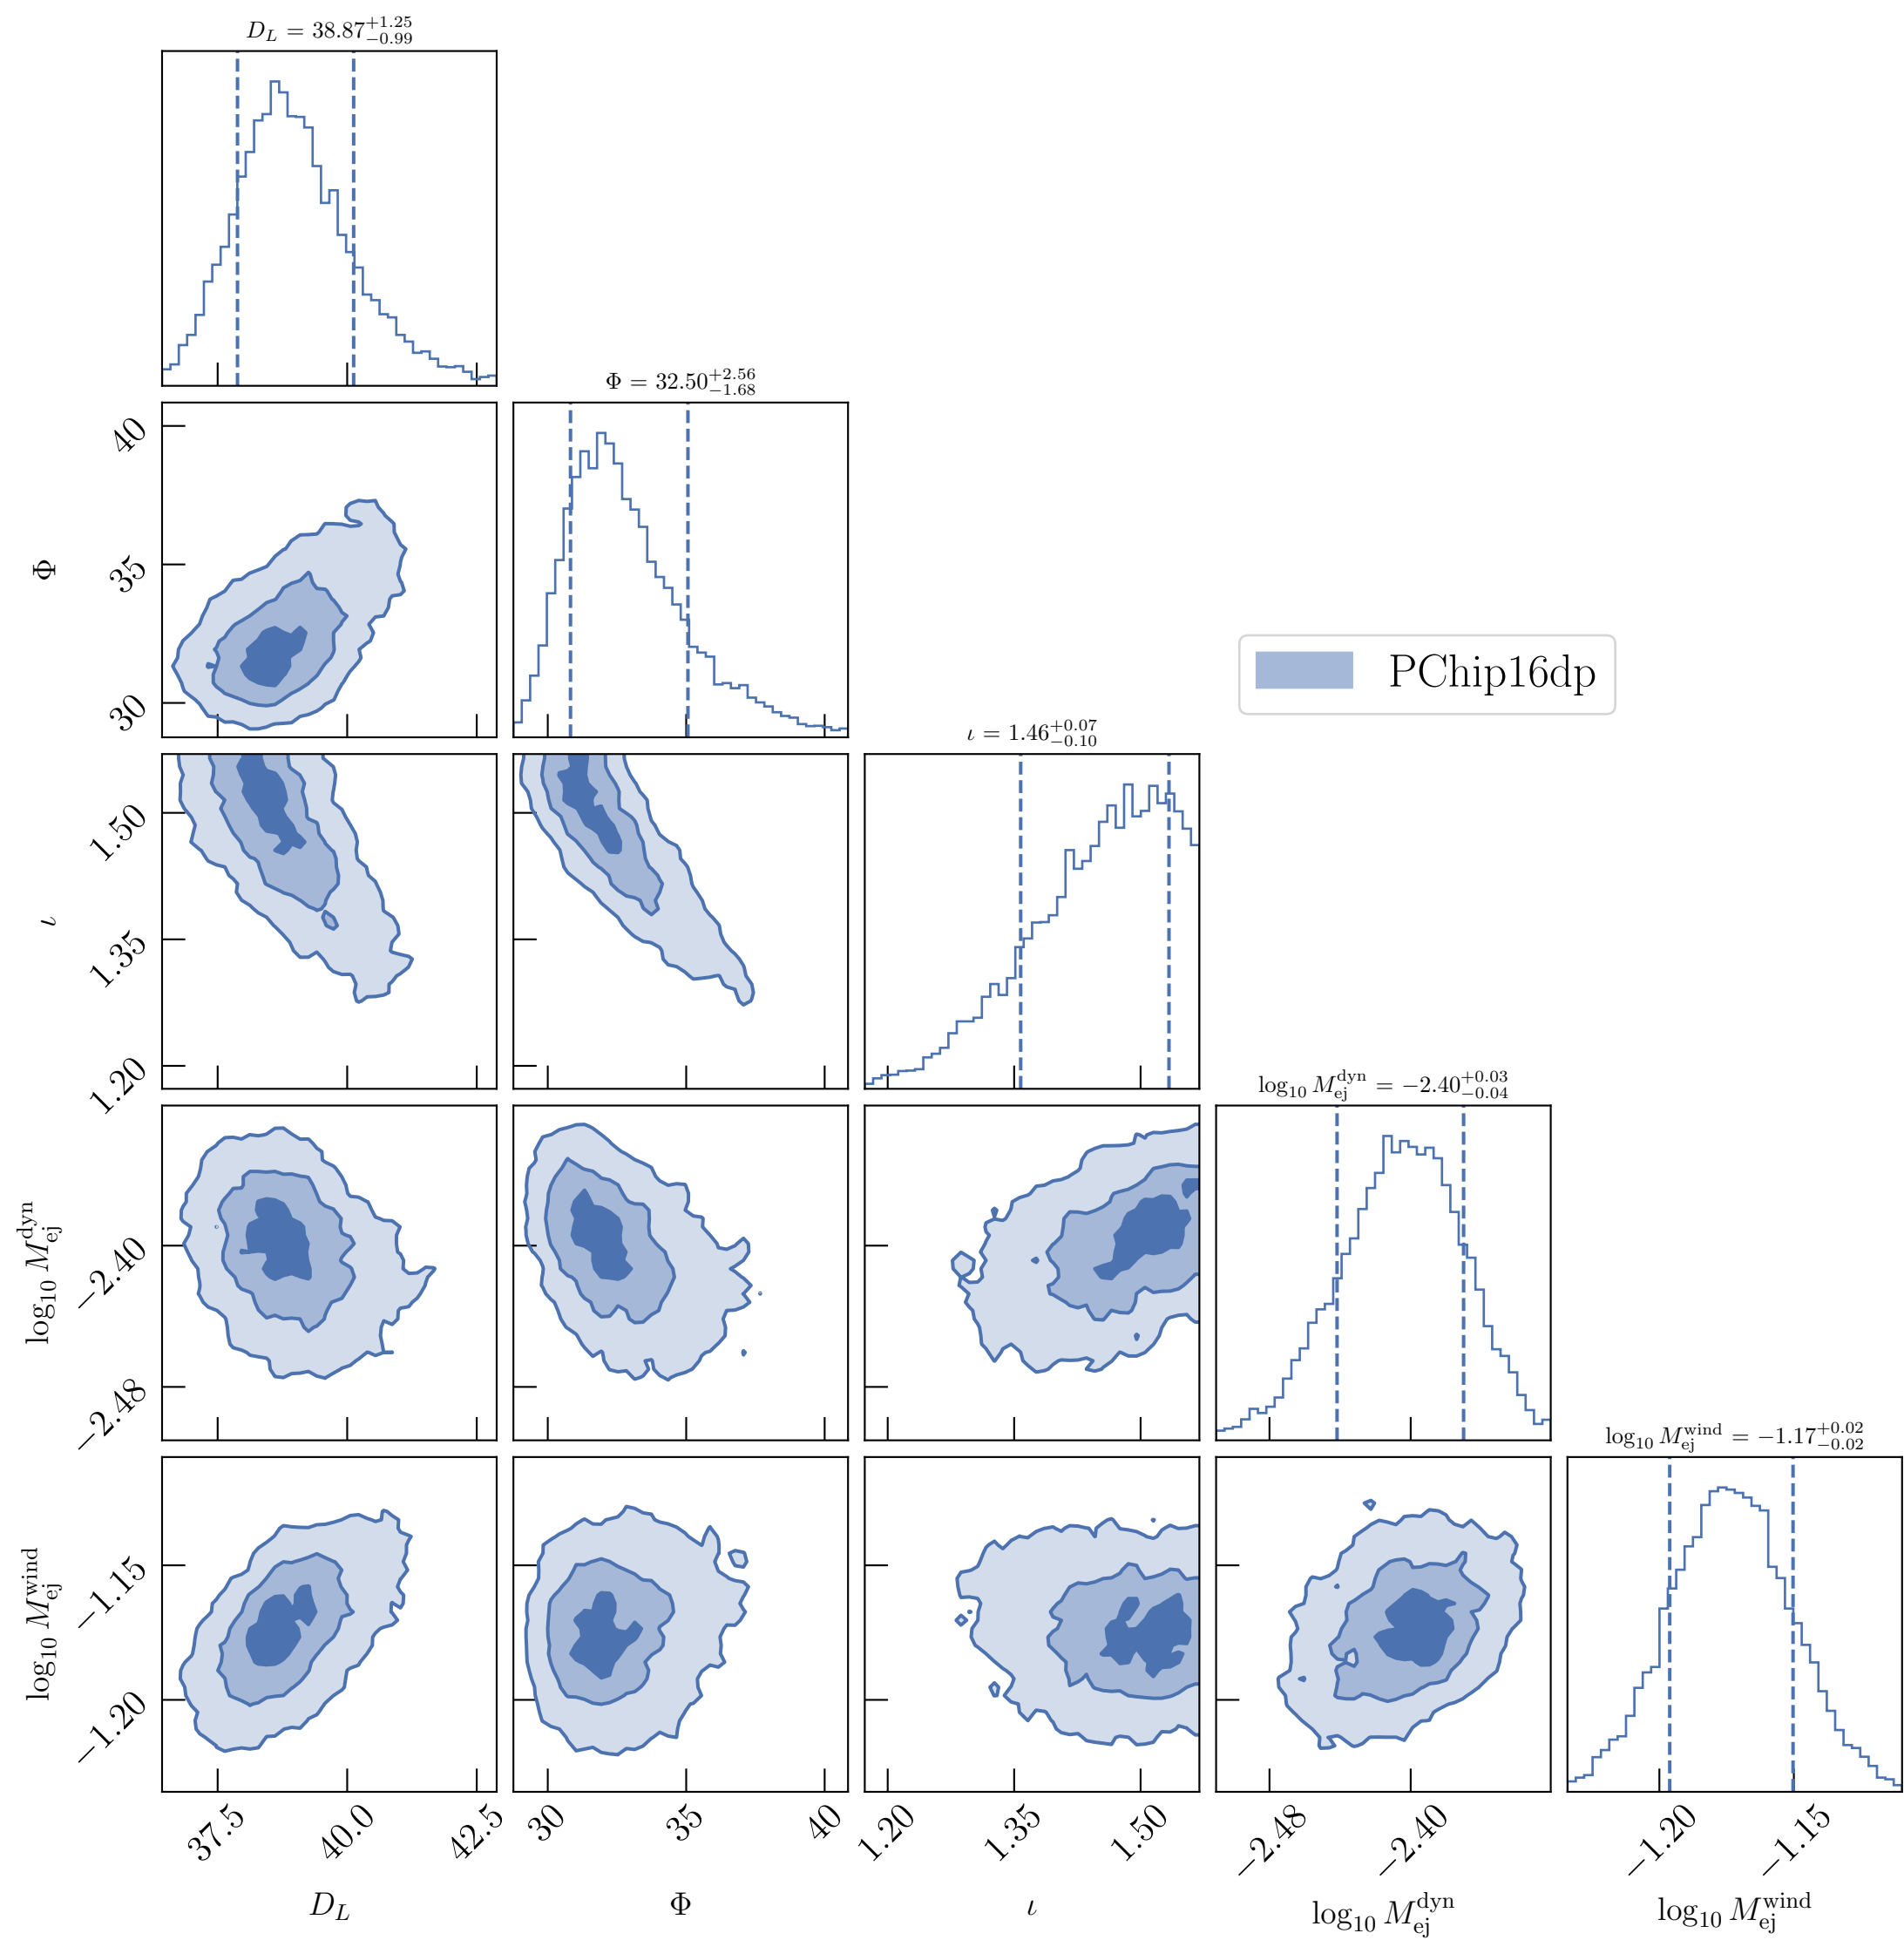 D_L = 38.87^{+1.25}_{-0.99}
Φ = 32.50^{+2.56}_{-1.68}
40
35
30
Φ
PChip16dp
ι = 1.46^{+0.07}_{-0.10}
1.50
1.35
1.20
ι
log_{10} M_{ej}^{dyn} = −2.40^{+0.03}_{-0.04}
−2.40
−2.48
log_{10} M_{ej}^{dyn}
log_{10} M_{ej}^{wind} = −1.17^{+0.02}_{-0.02}
−1.15
−1.20
log_{10} M_{ej}^{wind}
37.5 40.0 42.5 30 35 40 1.20 1.35 1.50 −2.48 −2.40 −1.20 −1.15
D_L Φ ι log_{10} M_{ej}^{dyn} log_{10} M_{ej}^{wind}